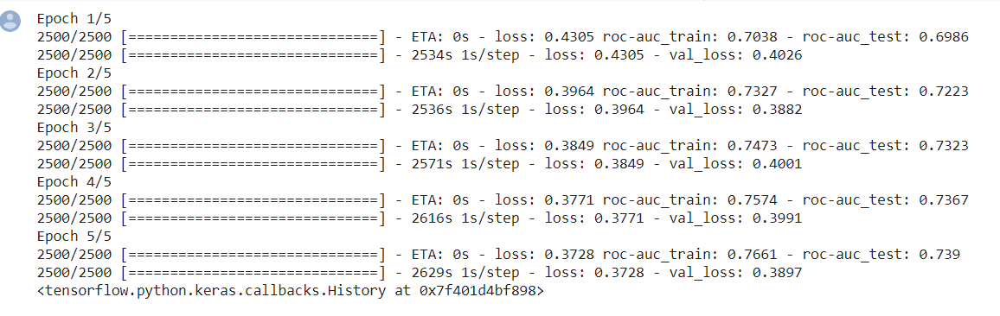 Epoch 1/5
2500/2500 [==============================] - ETA: 0s - loss: 0.4305 roc-auc_train: 0.7038 - roc-auc_test: 0.6986
2500/2500 [==============================] - 2534s 1s/step - loss: 0.4305 - val_loss: 0.4026
Epoch 2/5
2500/2500 [==============================] - ETA: 0s - loss: 0.3964 roc-auc_train: 0.7327 - roc-auc_test: 0.7223
2500/2500 [==============================] - 2536s 1s/step - loss: 0.3964 - val_loss: 0.3882
Epoch 3/5
2500/2500 [==============================] - ETA: 0s - loss: 0.3849 roc-auc_train: 0.7473 - roc-auc_test: 0.7323
2500/2500 [==============================] - 2571s 1s/step - loss: 0.3849 - val_loss: 0.4001
Epoch 4/5
2500/2500 [==============================] - ETA: 0s - loss: 0.3771 roc-auc_train: 0.7574 - roc-auc_test: 0.7367
2500/2500 [==============================] - 2616s 1s/step - loss: 0.3771 - val_loss: 0.3991
Epoch 5/5
2500/2500 [==============================] - ETA: 0s - loss: 0.3728 roc-auc_train: 0.7661 - roc-auc_test: 0.739
2500/2500 [==============================] - 2629s 1s/step - loss: 0.3728 - val_loss: 0.3897
<tensorflow.python.keras.callbacks.History at 0x7f401d4bf898>